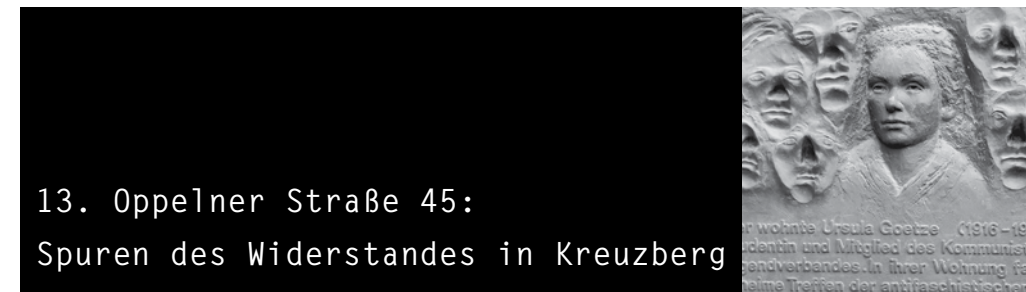 13. Oppelner Straße 45:
Spuren des Widerstandes in Kreuzberg
wohnte Ursula Goetze (1916–19
und Mitglied des
In ihrer Wohnung
Treffen der